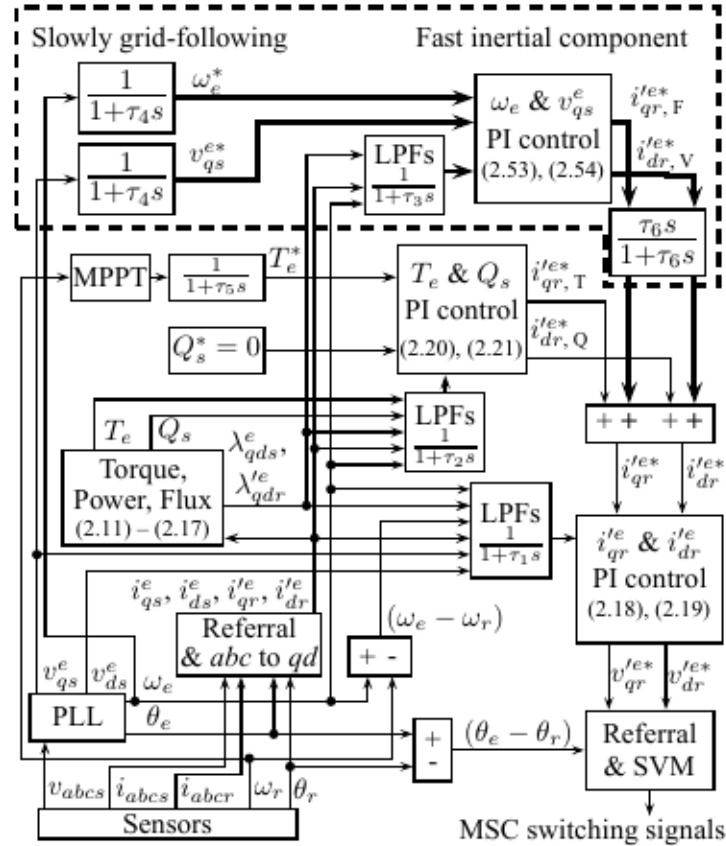 Slowly grid-following Fast inertial component
1/(1+τ₄s) ω*ₑ
ωₑ & v^e_qs PI control (2.53), (2.54)
i'^e*_qr, F
1/(1+τ₄s) v^e*_qs
LPFs 1/(1+τ₃s)
i'^e*_dr, V
τ₆s/(1+τ₆s)
MPPT 1/(1+τ₅s) T*ₑ
Tₑ & Qₛ PI control (2.20), (2.21)
i'^e*_qr, T
Q*ₛ = 0
i'^e*_dr, Q
Tₑ Qₛ
LPFs 1/(1+τ₂s)
+ + + +
Torque, Power, Flux (2.11) – (2.17)
λ^e_qds, λ'^e_qdr
i'^e*_qr i'^e*_dr
LPFs 1/(1+τ₁s)
i'^e_qr & i'^e_dr PI control (2.18), (2.19)
i^e_qs, i^e_ds, i'^e_qr, i'^e_dr
Referral & abc to qd
(ωₑ − ωᵣ)
+ -
v^e_qs v^e_ds ωₑ
v'^e*_qr v'^e*_dr
PLL θₑ
+ -
(θₑ − θᵣ)
Referral & SVM
v_abcs i_abcs i_abcr ωᵣ θᵣ
Sensors
MSC switching signals